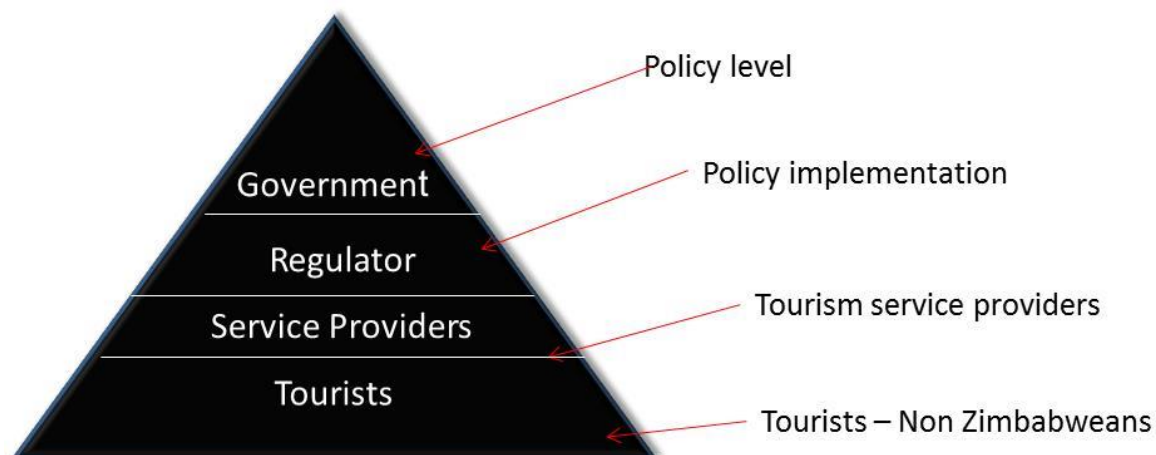 Policy level
Government
Policy implementation
Regulator
Tourism service providers
Service Providers
Tourists
Tourists – Non Zimbabweans